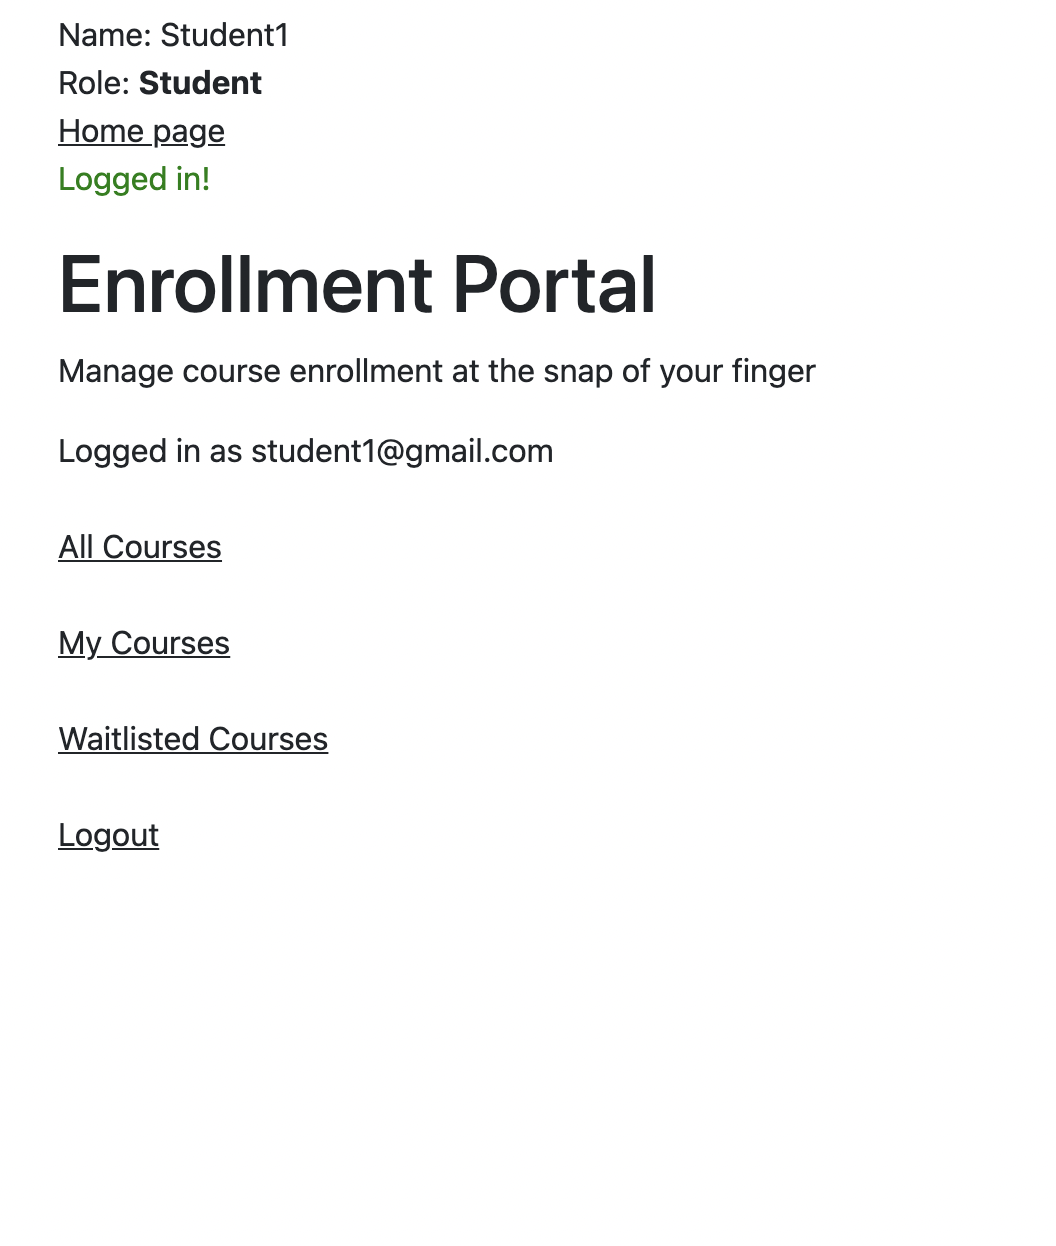 Name: Student1
Role: Student
Home page
Logged in!
Enrollment Portal
Manage course enrollment at the snap of your finger
Logged in as student1@gmail.com
All Courses
My Courses
Waitlisted Courses
Logout